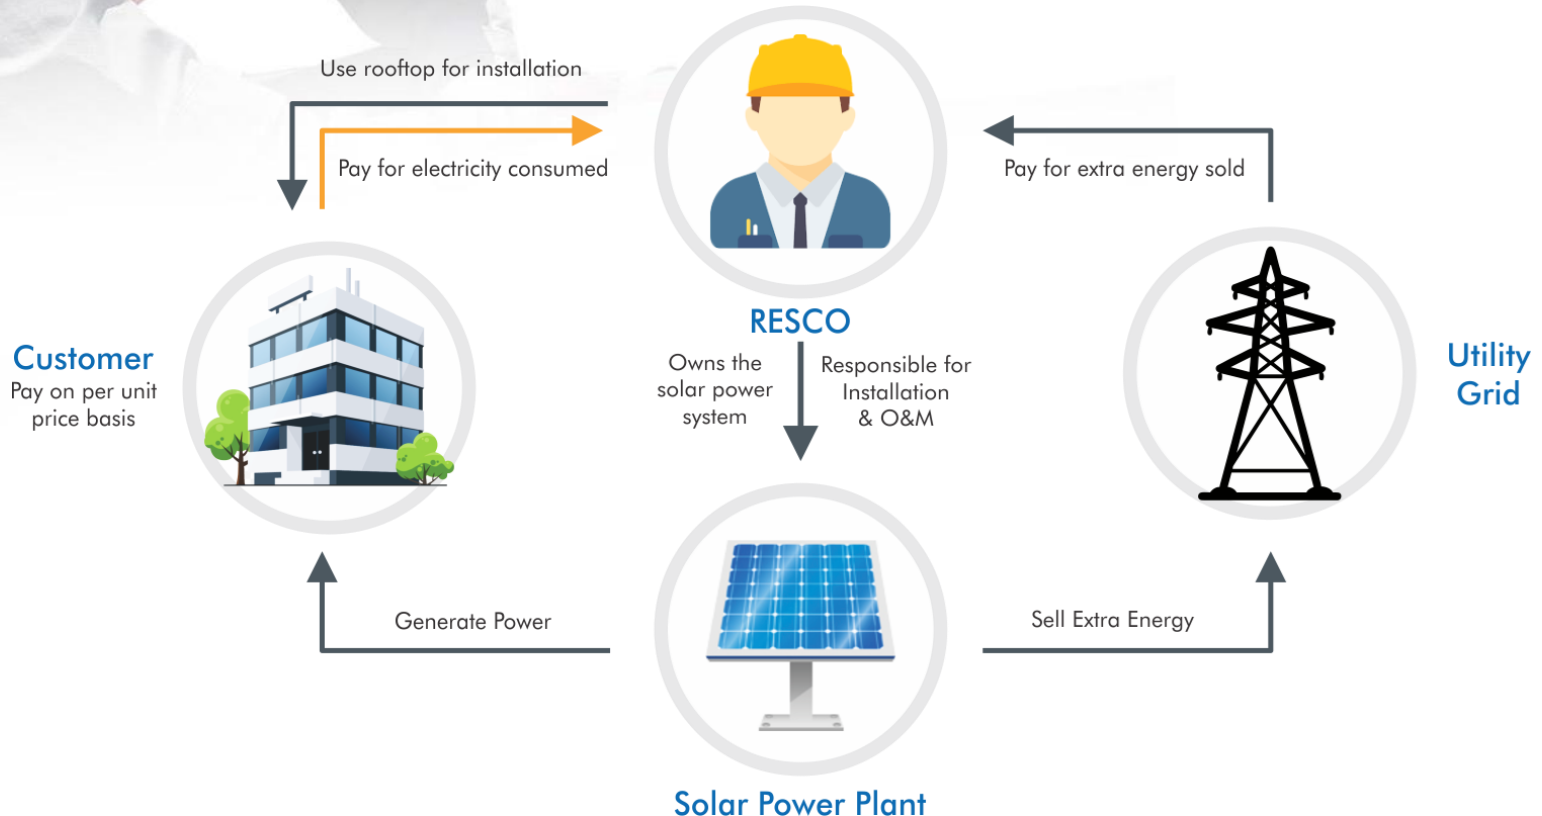 Use rooftop for installation
Pay for electricity consumed
Pay for extra energy sold
RESCO
Owns the
solar power
system
Responsible for
Installation
& O&M
Customer
Pay on per unit
price basis
Utility
Grid
Generate Power
Sell Extra Energy
Solar Power Plant